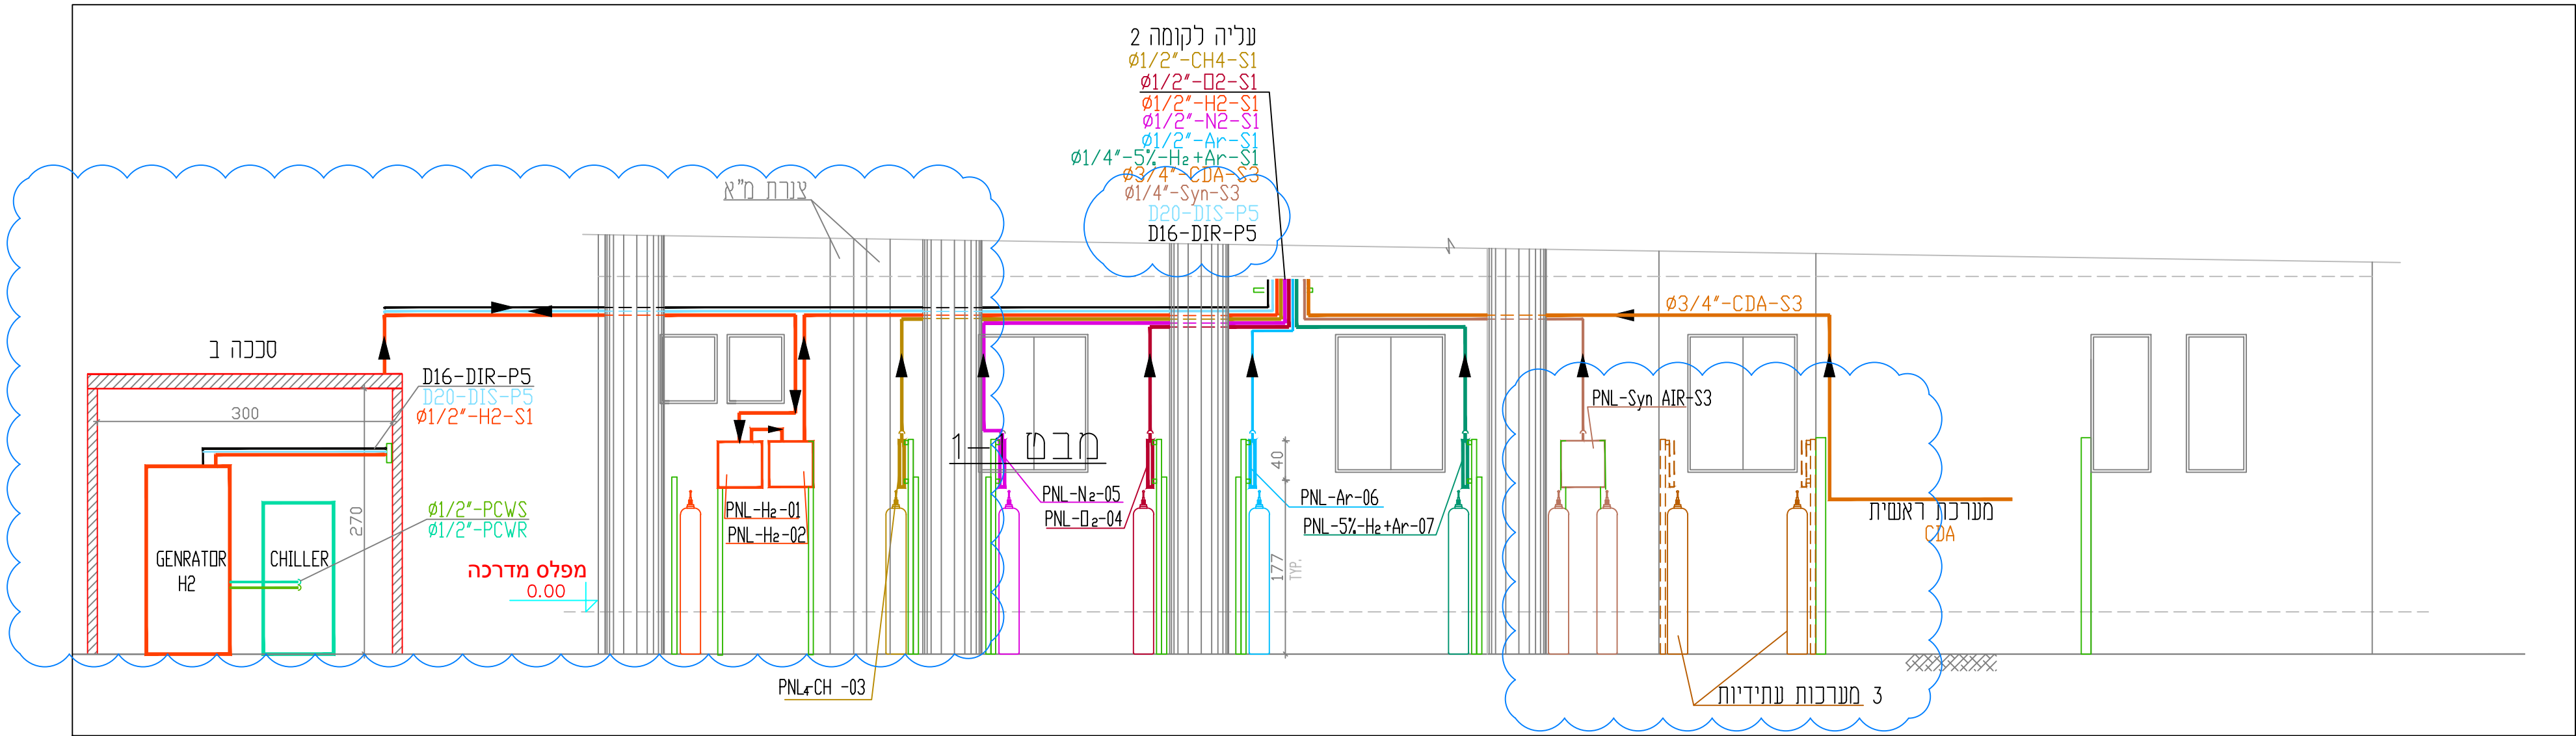 עליה לקומה 2
ø1/2"-CH4-S1
ø1/2"-O2-S1
ø1/2"-H2-S1
ø1/2"-N2-S1
ø1/2"-Ar-S1
ø1/4"-5%-H₂+Ar-S1
ø3/4"-CDA-S3
ø1/4"-Syn-S3
D20-DIS-P5
D16-DIR-P5
צנרת מ"א
ø3/4"-CDA-S3
סככה ב
D16-DIR-P5
D20-DIS-P5
ø1/2"-H2-S1
300
270
ø1/2"-PCWS
ø1/2"-PCWR
GENRATOR
H2
CHILLER
מפלס מדרכה
0.00
PNL-H₂-01
PNL-H₂-02
מבט 1-1
PNL-N₂-05
PNL-O₂-04
40
177
TYP.
PNL-Ar-06
PNL-5%-H₂+Ar-07
PNL-Syn AIR-S3
מערכת ראשית
CDA
PNL₄-CH -03
3 מערכות עתידיות